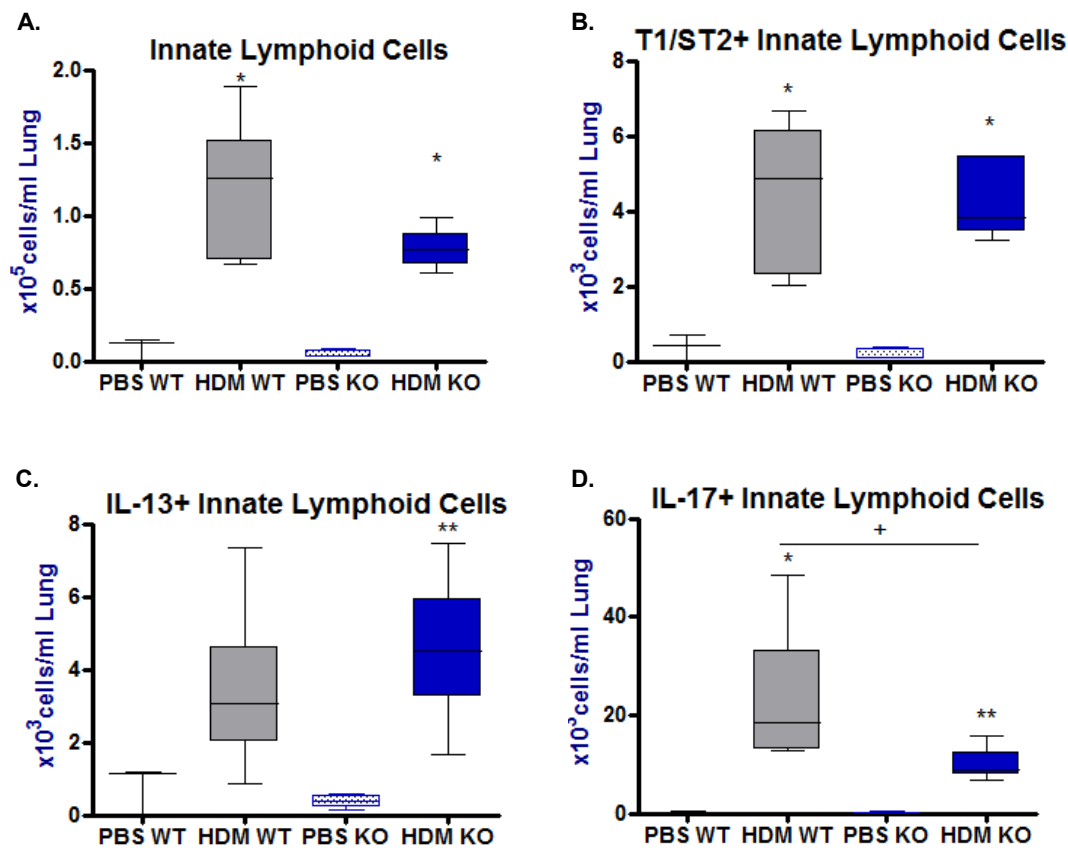 A.
Innate Lymphoid Cells
x10⁵cells/ml Lung
2.0
1.5
1.0
0.5
0.0
*
*
PBS WT HDM WT PBS KO HDM KO
B.
T1/ST2+ Innate Lymphoid Cells
x10³cells/ml Lung
8
6
4
2
0
*
*
PBS WT HDM WT PBS KO HDM KO
C.
IL-13+ Innate Lymphoid Cells
x10³cells/ml Lung
8
6
4
2
0
**
PBS WT HDM WT PBS KO HDM KO
D.
IL-17+ Innate Lymphoid Cells
x10³cells/ml Lung
60
40
20
0
+
*
**
PBS WT HDM WT PBS KO HDM KO